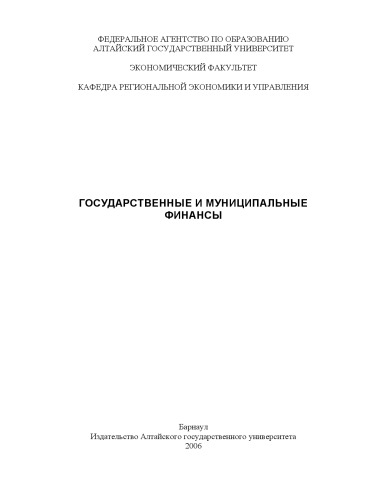 ФЕДЕРАЛЬНОЕ АГЕНТСТВО ПО ОБРАЗОВАНИЮ
АЛТАЙСКИЙ ГОСУДАРСТВЕННЫЙ УНИВЕРСИТЕТ
ЭКОНОМИЧЕСКИЙ ФАКУЛЬТЕТ
КАФЕДРА РЕГИОНАЛЬНОЙ ЭКОНОМИКИ И УПРАВЛЕНИЯ
ГОСУДАРСТВЕННЫЕ И МУНИЦИПАЛЬНЫЕ
ФИНАНСЫ
Барнаул
Издательство Алтайского государственного университета
2006